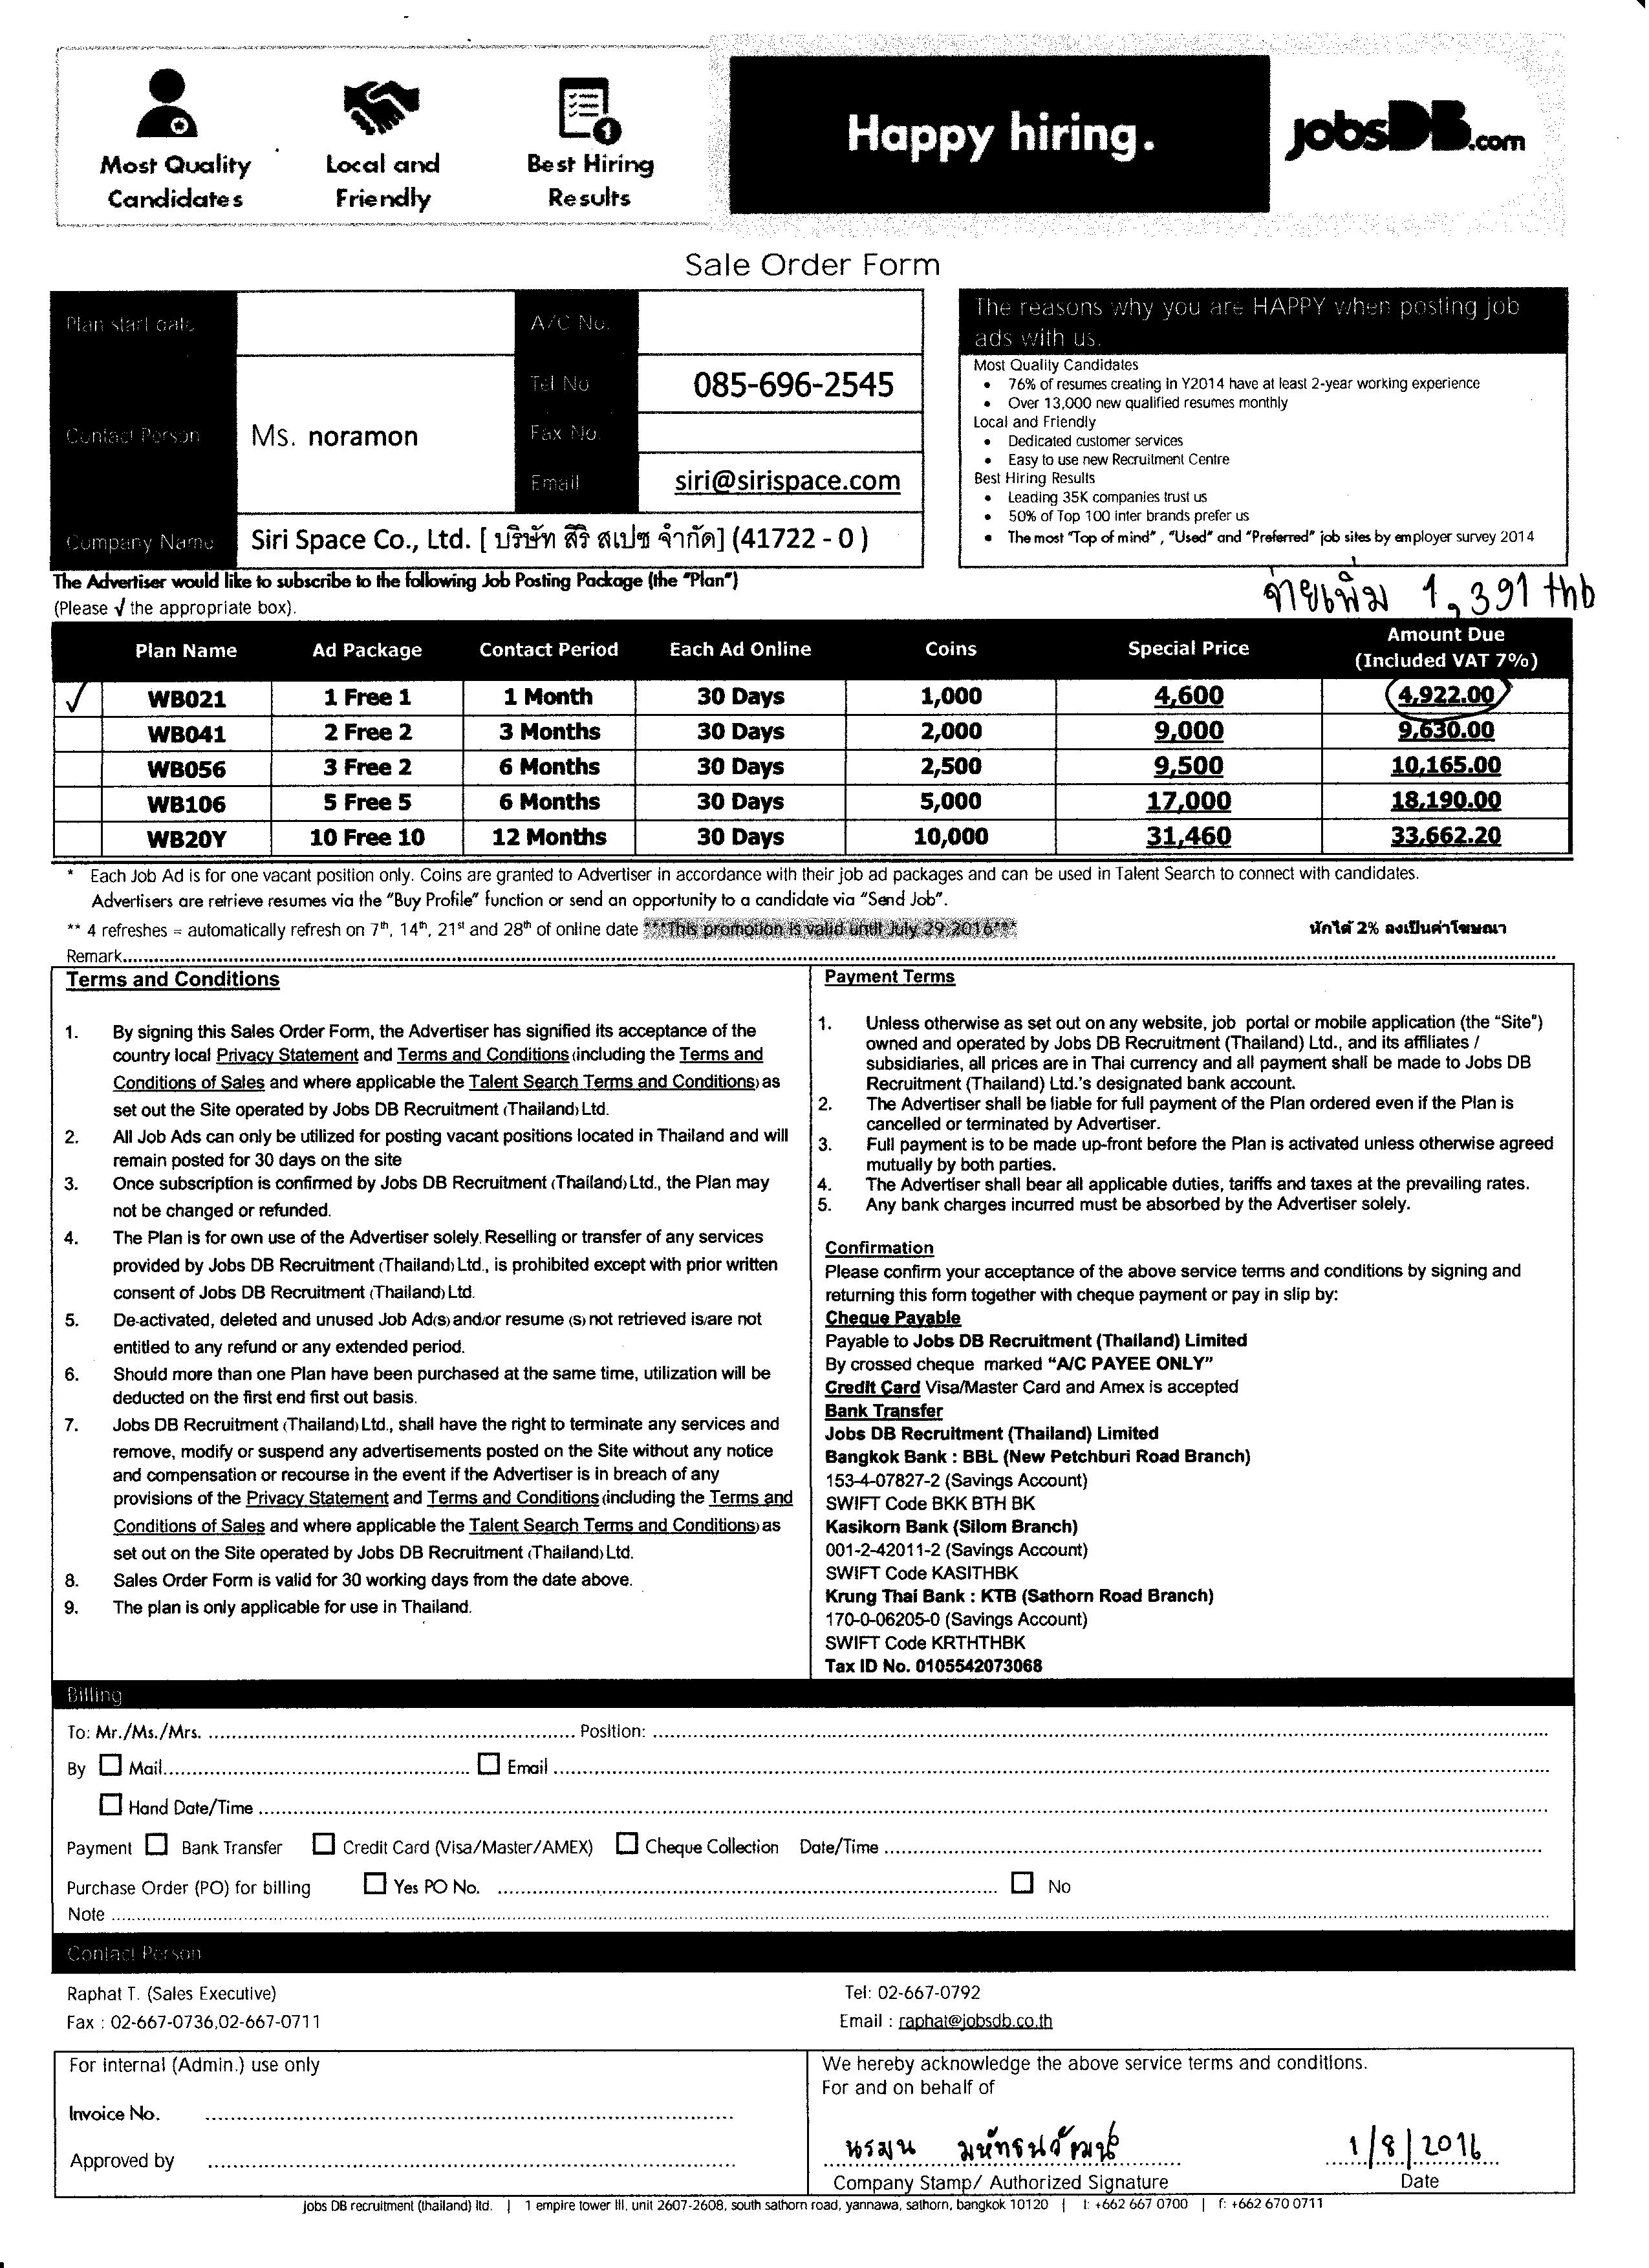 Most Quality Candidates
Local and Friendly
Best Hiring Results
Happy hiring.
jobsDB.com
Sale Order Form
Plan start date
A/C No.
Tel No
085-696-2545
Contact Person
Ms. noramon
Fax No.
Email
siri@sirispace.com
Company Name
Siri Space Co., Ltd. [ บริษัท สิริ สเปซ จำกัด] (41722 - 0 )
The reasons why you are HAPPY when posting job
ads with us.
Most Quality Candidates
• 76% of resumes creating in Y2014 have at least 2-year working experience
• Over 13,000 new qualified resumes monthly
Local and Friendly
• Dedicated customer services
• Easy to use new Recruitment Centre
Best Hiring Results
• Leading 35K companies trust us
• 50% of Top 100 inter brands prefer us
• The most "Top of mind" , "Used" and "Preferred" job sites by employer survey 2014
The Advertiser would like to subscribe to the following Job Posting Package (the "Plan")
(Please √ the appropriate box).
จ่ายเพิ่ม 1,391 thb
Plan Name Ad Package Contact Period Each Ad Online Coins Special Price Amount Due (Included VAT 7%)
✓ WB021 1 Free 1 1 Month 30 Days 1,000 4,600 4,922.00
WB041 2 Free 2 3 Months 30 Days 2,000 9,000 9,630.00
WB056 3 Free 2 6 Months 30 Days 2,500 9,500 10,165.00
WB106 5 Free 5 6 Months 30 Days 5,000 17,000 18,190.00
WB20Y 10 Free 10 12 Months 30 Days 10,000 31,460 33,662.20
* Each Job Ad is for one vacant position only. Coins are granted to Advertiser in accordance with their job ad packages and can be used in Talent Search to connect with candidates.
Advertisers are retrieve resumes via the "Buy Profile" function or send an opportunity to a candidate via "Send Job".
** 4 refreshes = automatically refresh on 7th, 14th, 21st and 28th of online date ***This promotion is valid until July 29 2016***
หักได้ 2% ลงเป็นค่าโฆษณา
Remark
Terms and Conditions
1. By signing this Sales Order Form, the Advertiser has signified its acceptance of the
country local Privacy Statement and Terms and Conditions (including the Terms and
Conditions of Sales and where applicable the Talent Search Terms and Conditions) as
set out the Site operated by Jobs DB Recruitment (Thailand) Ltd.
2. All Job Ads can only be utilized for posting vacant positions located in Thailand and will
remain posted for 30 days on the site
3. Once subscription is confirmed by Jobs DB Recruitment (Thailand) Ltd., the Plan may
not be changed or refunded.
4. The Plan is for own use of the Advertiser solely. Reselling or transfer of any services
provided by Jobs DB Recruitment (Thailand) Ltd., is prohibited except with prior written
consent of Jobs DB Recruitment (Thailand) Ltd.
5. De-activated, deleted and unused Job Ad(s) and/or resume (s) not retrieved is/are not
entitled to any refund or any extended period.
6. Should more than one Plan have been purchased at the same time, utilization will be
deducted on the first end first out basis.
7. Jobs DB Recruitment (Thailand) Ltd., shall have the right to terminate any services and
remove, modify or suspend any advertisements posted on the Site without any notice
and compensation or recourse in the event if the Advertiser is in breach of any
provisions of the Privacy Statement and Terms and Conditions (including the Terms and
Conditions of Sales and where applicable the Talent Search Terms and Conditions) as
set out on the Site operated by Jobs DB Recruitment (Thailand) Ltd.
8. Sales Order Form is valid for 30 working days from the date above.
9. The plan is only applicable for use in Thailand.
Payment Terms
1. Unless otherwise as set out on any website, job portal or mobile application (the "Site")
owned and operated by Jobs DB Recruitment (Thailand) Ltd., and its affiliates /
subsidiaries, all prices are in Thai currency and all payment shall be made to Jobs DB
Recruitment (Thailand) Ltd.'s designated bank account.
2. The Advertiser shall be liable for full payment of the Plan ordered even if the Plan is
cancelled or terminated by Advertiser.
3. Full payment is to be made up-front before the Plan is activated unless otherwise agreed
mutually by both parties.
4. The Advertiser shall bear all applicable duties, tariffs and taxes at the prevailing rates.
5. Any bank charges incurred must be absorbed by the Advertiser solely.
Confirmation
Please confirm your acceptance of the above service terms and conditions by signing and
returning this form together with cheque payment or pay in slip by:
Cheque Payable
Payable to Jobs DB Recruitment (Thailand) Limited
By crossed cheque marked "A/C PAYEE ONLY"
Credit Card Visa/Master Card and Amex is accepted
Bank Transfer
Jobs DB Recruitment (Thailand) Limited
Bangkok Bank : BBL (New Petchburi Road Branch)
153-4-07827-2 (Savings Account)
SWIFT Code BKK BTH BK
Kasikorn Bank (Silom Branch)
001-2-42011-2 (Savings Account)
SWIFT Code KASITHBK
Krung Thai Bank : KTB (Sathorn Road Branch)
170-0-06205-0 (Savings Account)
SWIFT Code KRTHTHBK
Tax ID No. 0105542073068
Billing
To: Mr./Ms./Mrs. Position:
By Mail Email
Hand Date/Time
Payment Bank Transfer Credit Card (Visa/Master/AMEX) Cheque Collection Date/Time
Purchase Order (PO) for billing Yes PO No. No
Note
Contact Person
Raphat T. (Sales Executive) Tel: 02-667-0792
Fax : 02-667-0736,02-667-0711 Email : raphat@jobsdb.co.th
For Internal (Admin.) use only
Invoice No.
Approved by
We hereby acknowledge the above service terms and conditions.
For and on behalf of
นรมน มหัทธนวัฒน์ 1/8/2016
Company Stamp/ Authorized Signature Date
jobs DB recruitment (thailand) ltd. | 1 empire tower III, unit 2607-2608, south sathorn road, yannawa, sathorn, bangkok 10120 | t: +662 667 0700 | f: +662 670 0711